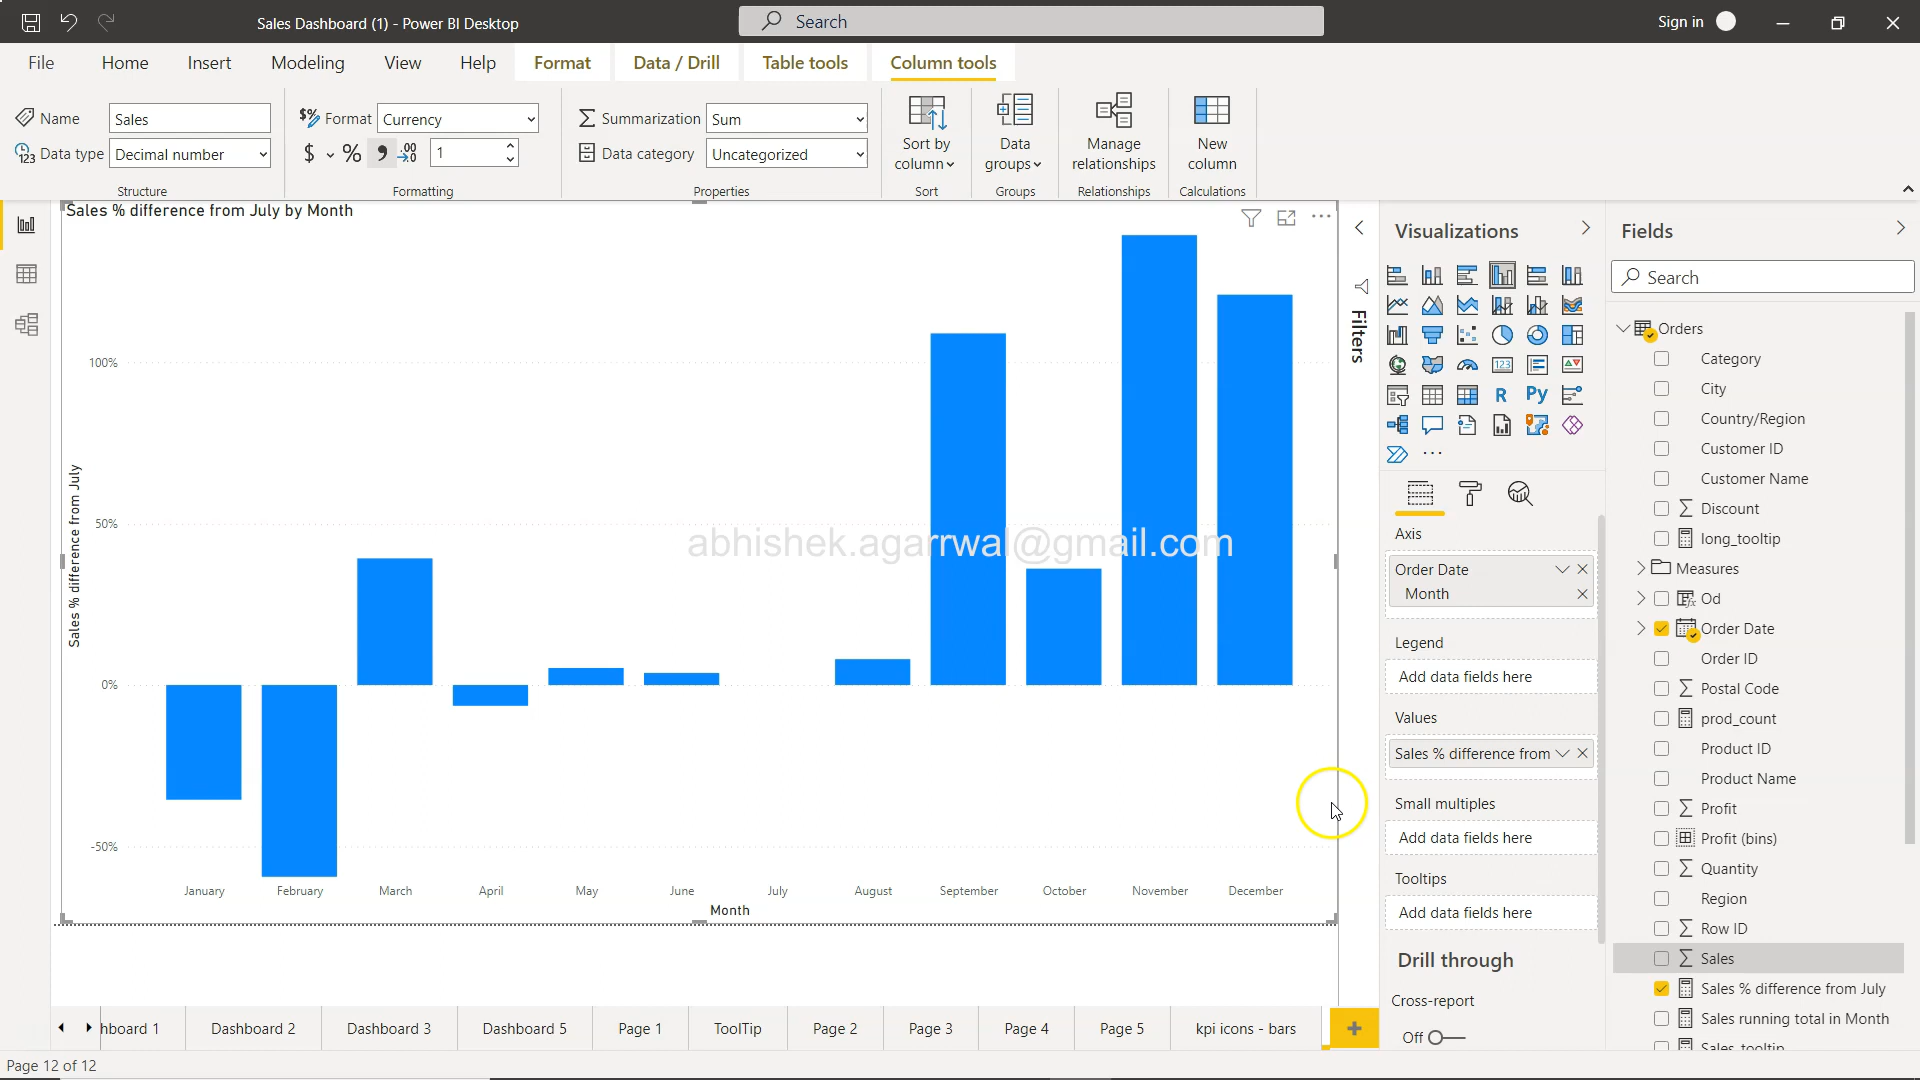 Sales Dashboard (1) - Power BI Desktop
Search
Sign in
File
Home
Insert
Modeling
View
Help
Format
Data / Drill
Table tools
Column tools
Name
Sales
Data type
Decimal number
Structure
$% Format
Currency
$
%
,
.00
1
Formatting
Summarization
Sum
Data category
Uncategorized
Properties
Sort by
column
Sort
Data
groups
Groups
Manage
relationships
Relationships
New
column
Calculations
Sales % difference from July by Month
100%
50%
0%
-50%
Sales % difference from July
January
February
March
April
May
June
July
August
September
October
November
December
Month
abhishek.agarrwal@gmail.com
Filters
Visualizations
123
R
Py
Axis
Order Date
Month
Legend
Add data fields here
Values
Sales % difference from
Small multiples
Add data fields here
Tooltips
Add data fields here
Drill through
Cross-report
Off
Fields
Search
Orders
Category
City
Country/Region
Customer ID
Customer Name
Discount
long_tooltip
Measures
Od
Order Date
Order ID
Postal Code
prod_count
Product ID
Product Name
Profit
Profit (bins)
Quantity
Region
Row ID
Sales
Sales % difference from July
Sales running total in Month
Sales_tooltip
hboard 1
Dashboard 2
Dashboard 3
Dashboard 5
Page 1
ToolTip
Page 2
Page 3
Page 4
Page 5
kpi icons - bars
Page 12 of 12